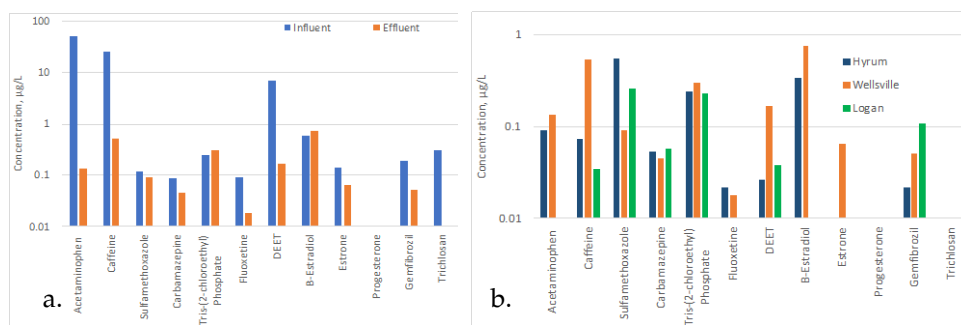 100
10
1
0.1
0.01
Concentration, µg/L
Influent
Effluent
Acetaminophen
Caffeine
Sulfamethoxazole
Carbamazepine
Tris-(2-chloroethyl)
Phosphate
Fluoxetine
DEET
B-Estradiol
Estrone
Progesterone
Gemfibrozil
Trichlosan
a.
1
0.1
0.01
Concentration, µg/L
Hyrum
Wellsville
Logan
Acetaminophen
Caffeine
Sulfamethoxazole
Carbamazepine
Tris-(2-chloroethyl)
Phosphate
Fluoxetine
DEET
B-Estradiol
Estrone
Progesterone
Gemfibrozil
Trichlosan
b.